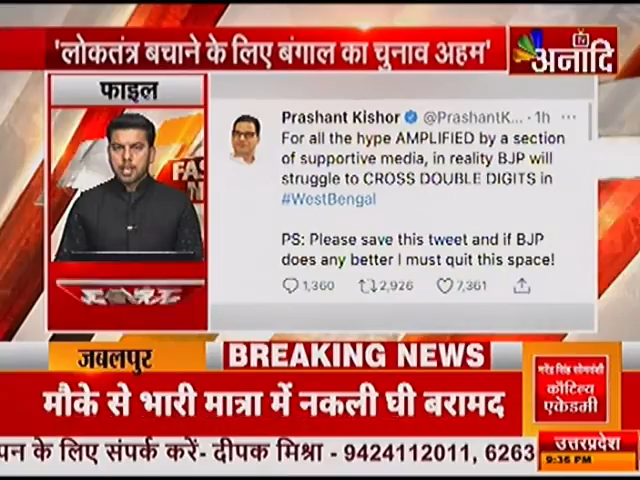 'लोकतंत्र बचाने के लिए बंगाल का चुनाव अहम'
अनादि
TV
फाइल
Prashant Kishor @PrashantK... · 1h ...
For all the hype AMPLIFIED by a section
of supportive media, in reality BJP will
struggle to CROSS DOUBLE DIGITS in
#WestBengal
PS: Please save this tweet and if BJP
does any better I must quit this space!
1,360 2,926 7,361
जबलपुर
BREAKING NEWS
मौके से भारी मात्रा में नकली घी बरामद
नरेंद्र सिंह सोमवंशी
कौटिल्य
एकेडमी
पन के लिए संपर्क करें- दीपक मिश्रा - 9424112011, 6263
उत्तरप्रदेश
9:36 PM